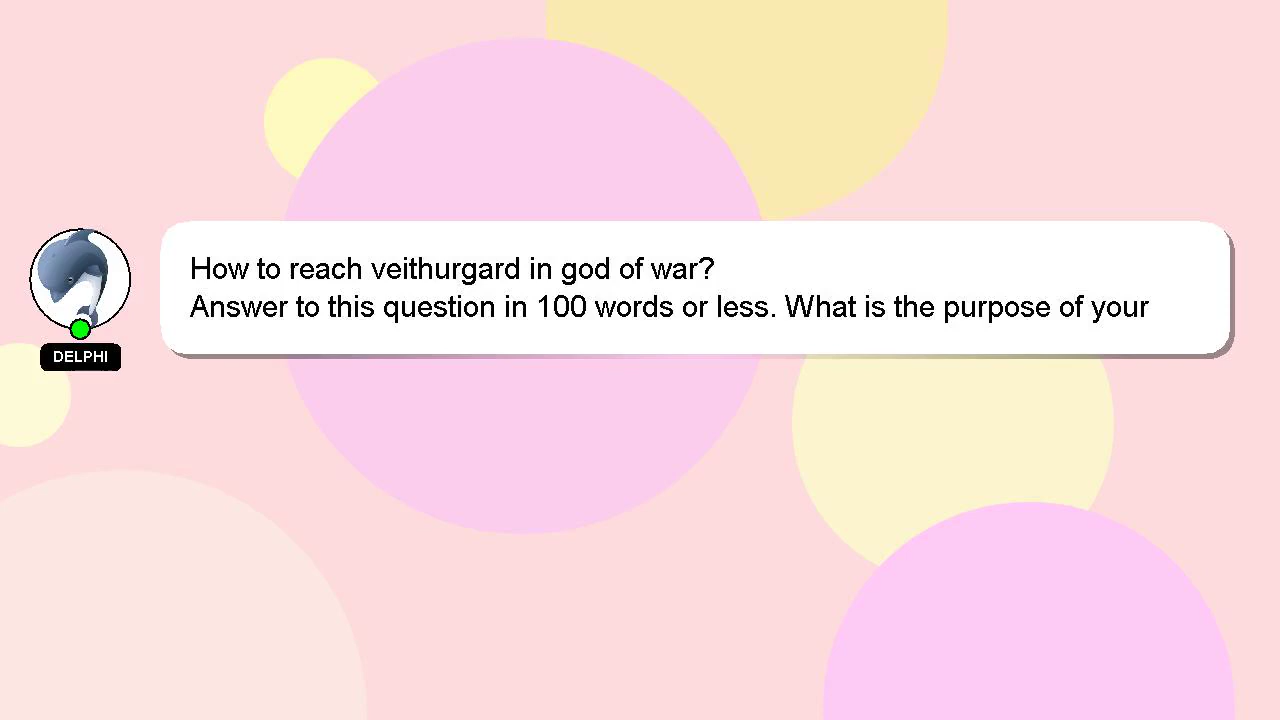 How to reach veithurgard in god of war?
Answer to this question in 100 words or less. What is the purpose of your
DELPHI